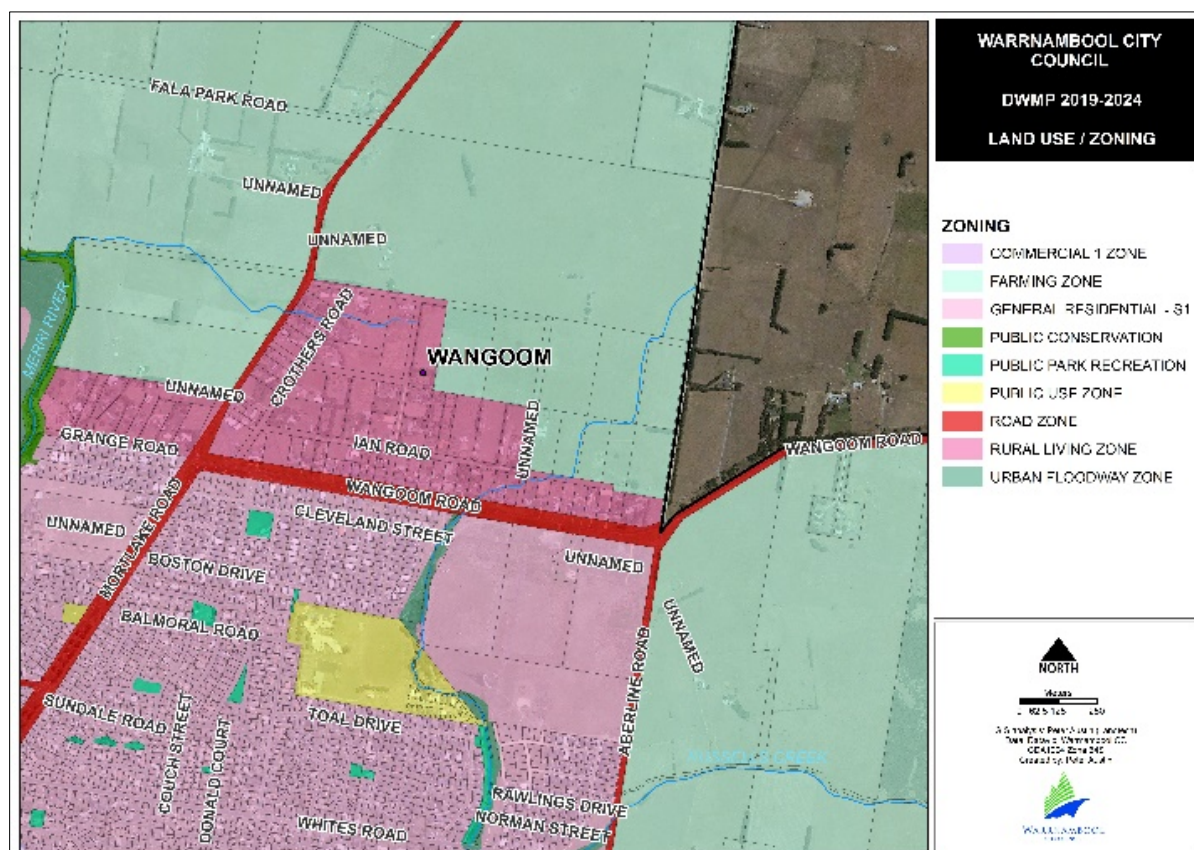 WARRNAMBOOL CITY
COUNCIL
DWMP 2019-2024
LAND USE / ZONING
ZONING
COMMERCIAL 1 ZONE
FARMING ZONE
GENERAL RESIDENTIAL - S1
PUBLIC CONSERVATION
PUBLIC PARK RECREATION
PUBLIC USE ZONE
ROAD ZONE
RURAL LIVING ZONE
URBAN FLOODWAY ZONE
FALA PARK ROAD
UNNAMED
UNNAMED
MERRI RIVER
CROTHERS ROAD
WANGOOM
UNNAMED
UNNAMED
GRANGE ROAD
IAN ROAD
WANGOOM ROAD
WANGOOM ROAD
MORTLAKE ROAD
CLEVELAND STREET
UNNAMED
UNNAMED
BOSTON DRIVE
BALMORAL ROAD
UNNAMED
ABERLINE ROAD
SUNDALE ROAD
COUCH STREET
DONALD COURT
TOAL DRIVE
CREEK
RAWLINGS DRIVE
NORMAN STREET
WHITES ROAD
NORTH
Meters
WARRNAMBOOL